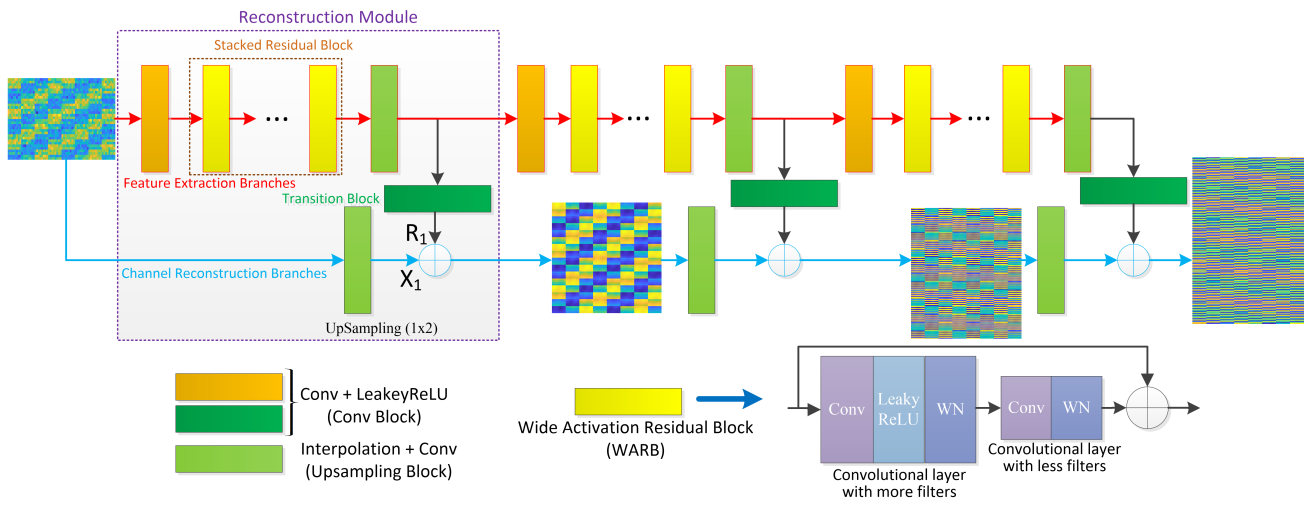 Reconstruction Module
Stacked Residual Block
...
...
...
Feature Extraction Branches
Transition Block
R1
Channel Reconstruction Branches
X1
UpSampling (1x2)
Conv + LeakeyReLU
(Conv Block)
Interpolation + Conv
(Upsampling Block)
Wide Activation Residual Block
(WARB)
Conv
Leaky
ReLU
WN
Conv
WN
Convolutional layer
with more filters
Convolutional layer
with less filters